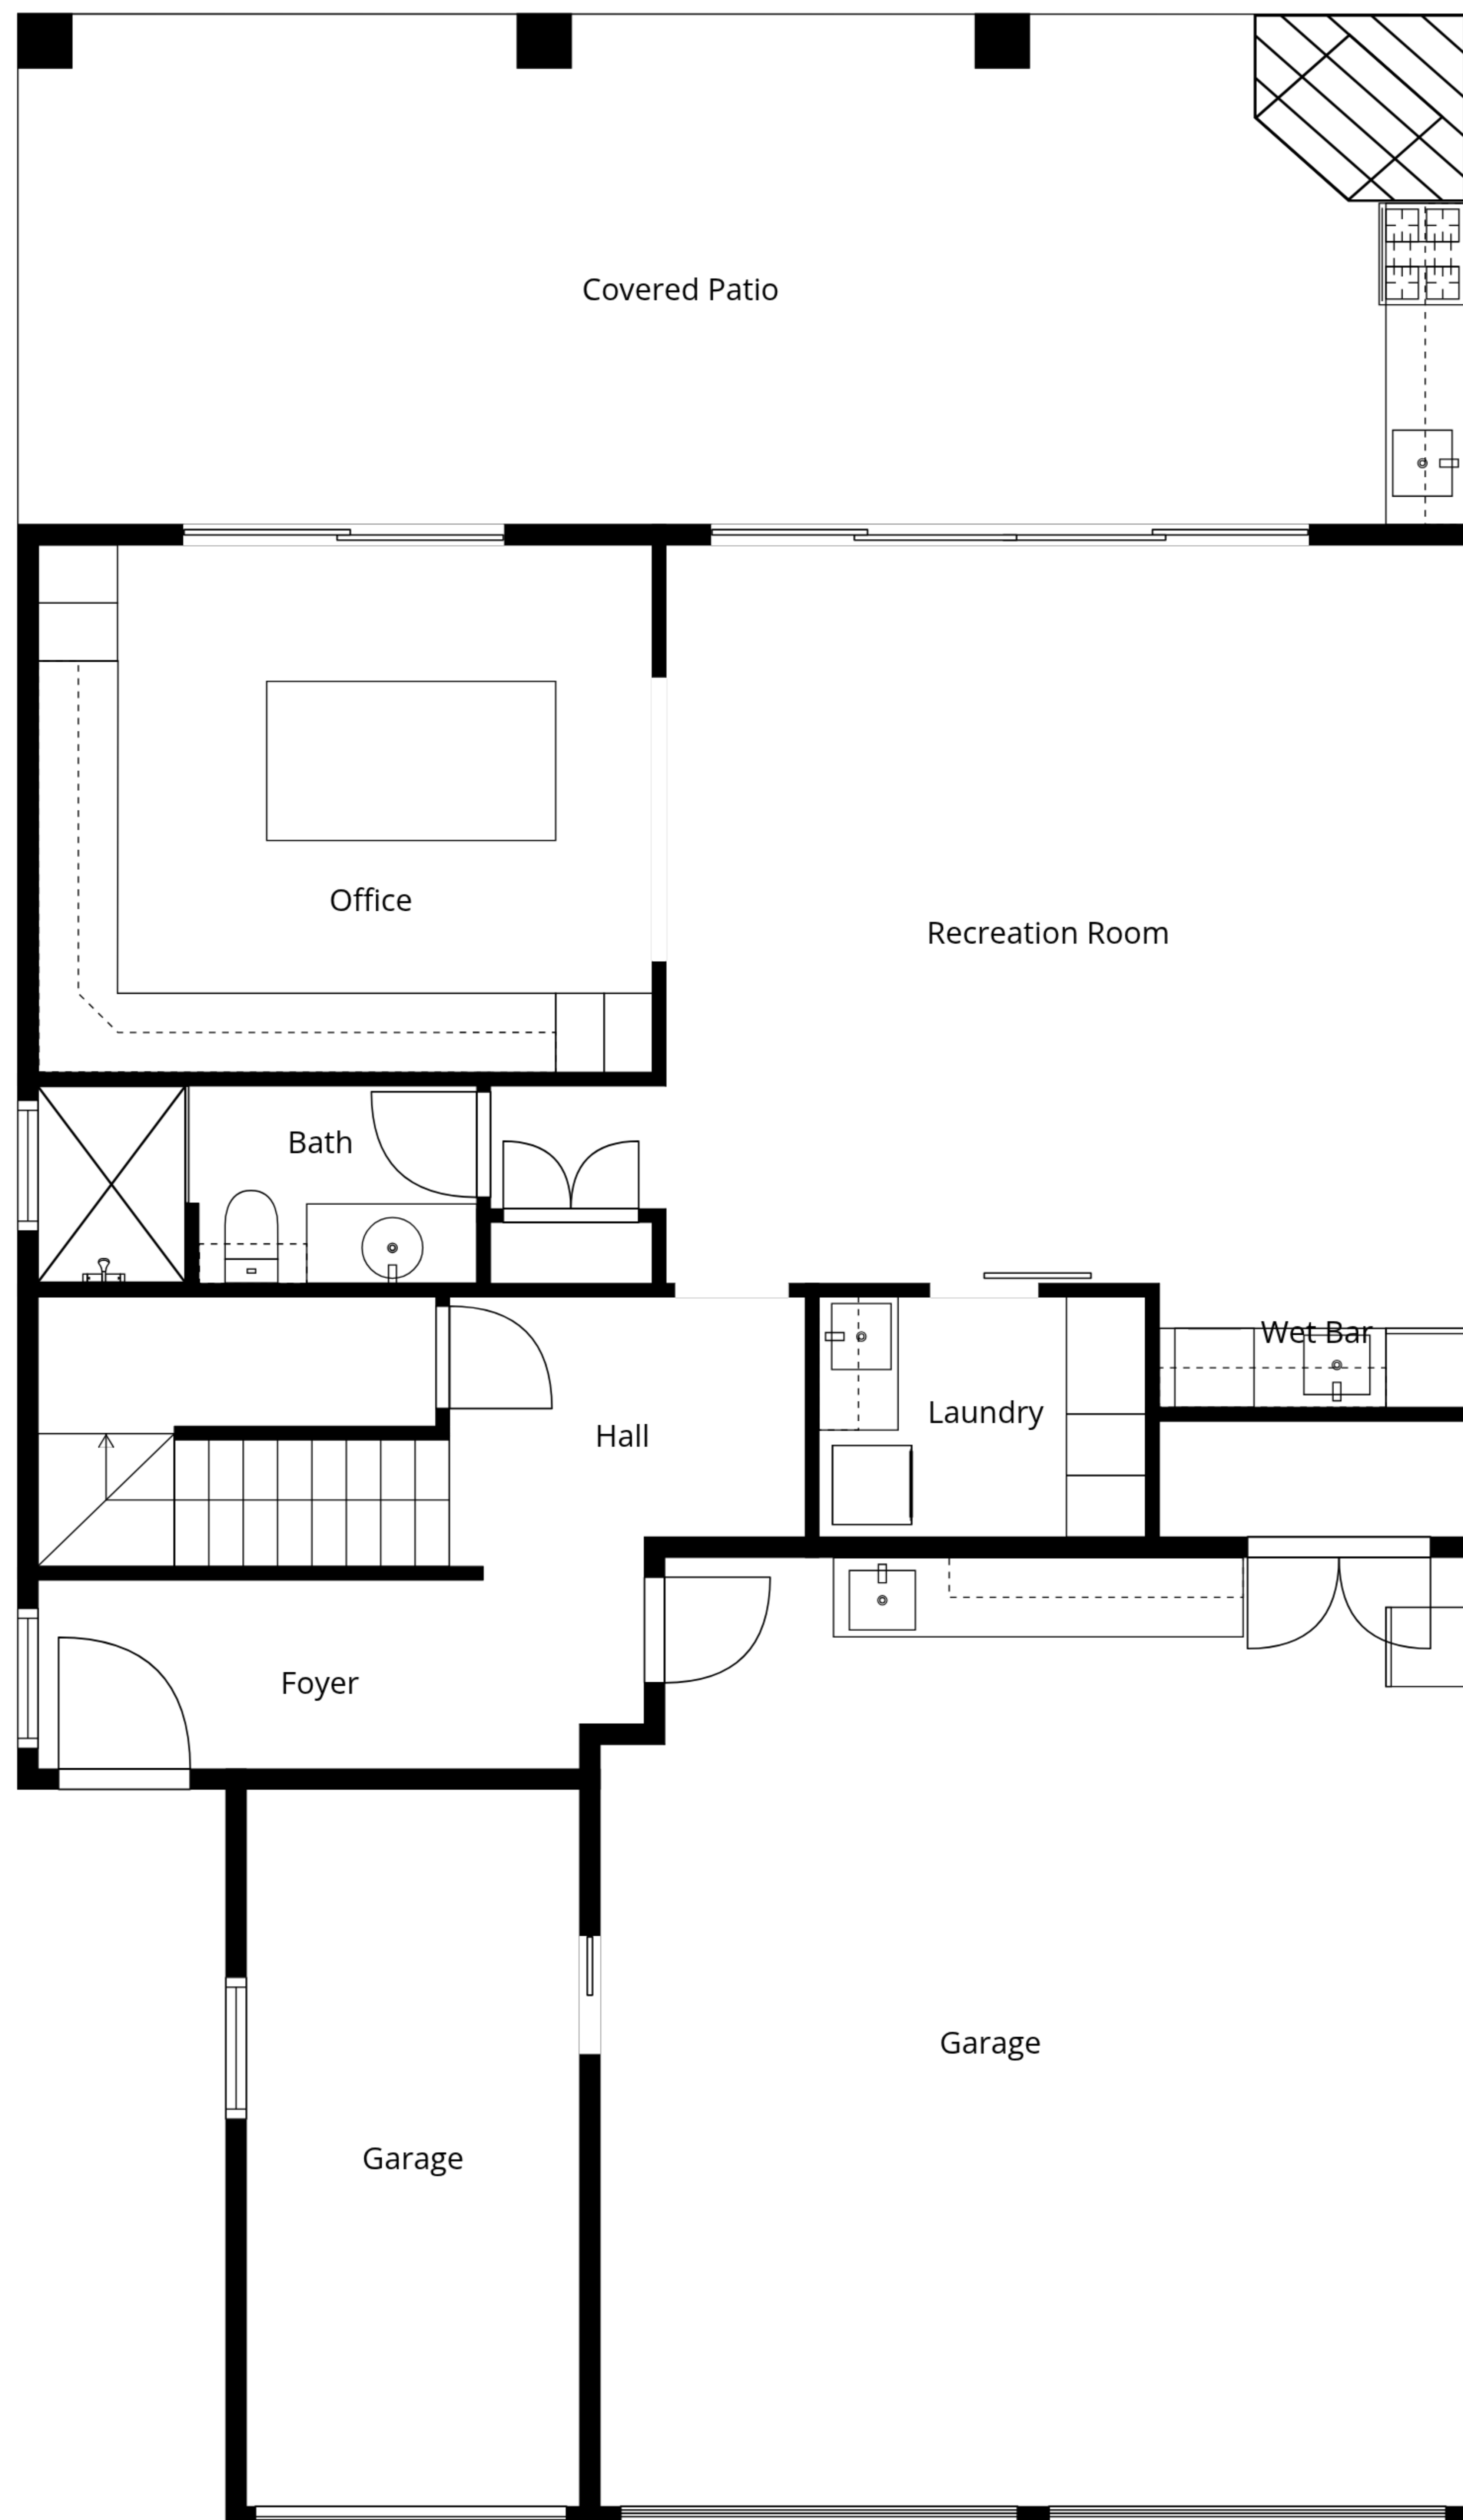 Covered Patio
Office
Recreation Room
Bath
Wet Bar
Laundry
Hall
Foyer
Garage
Garage